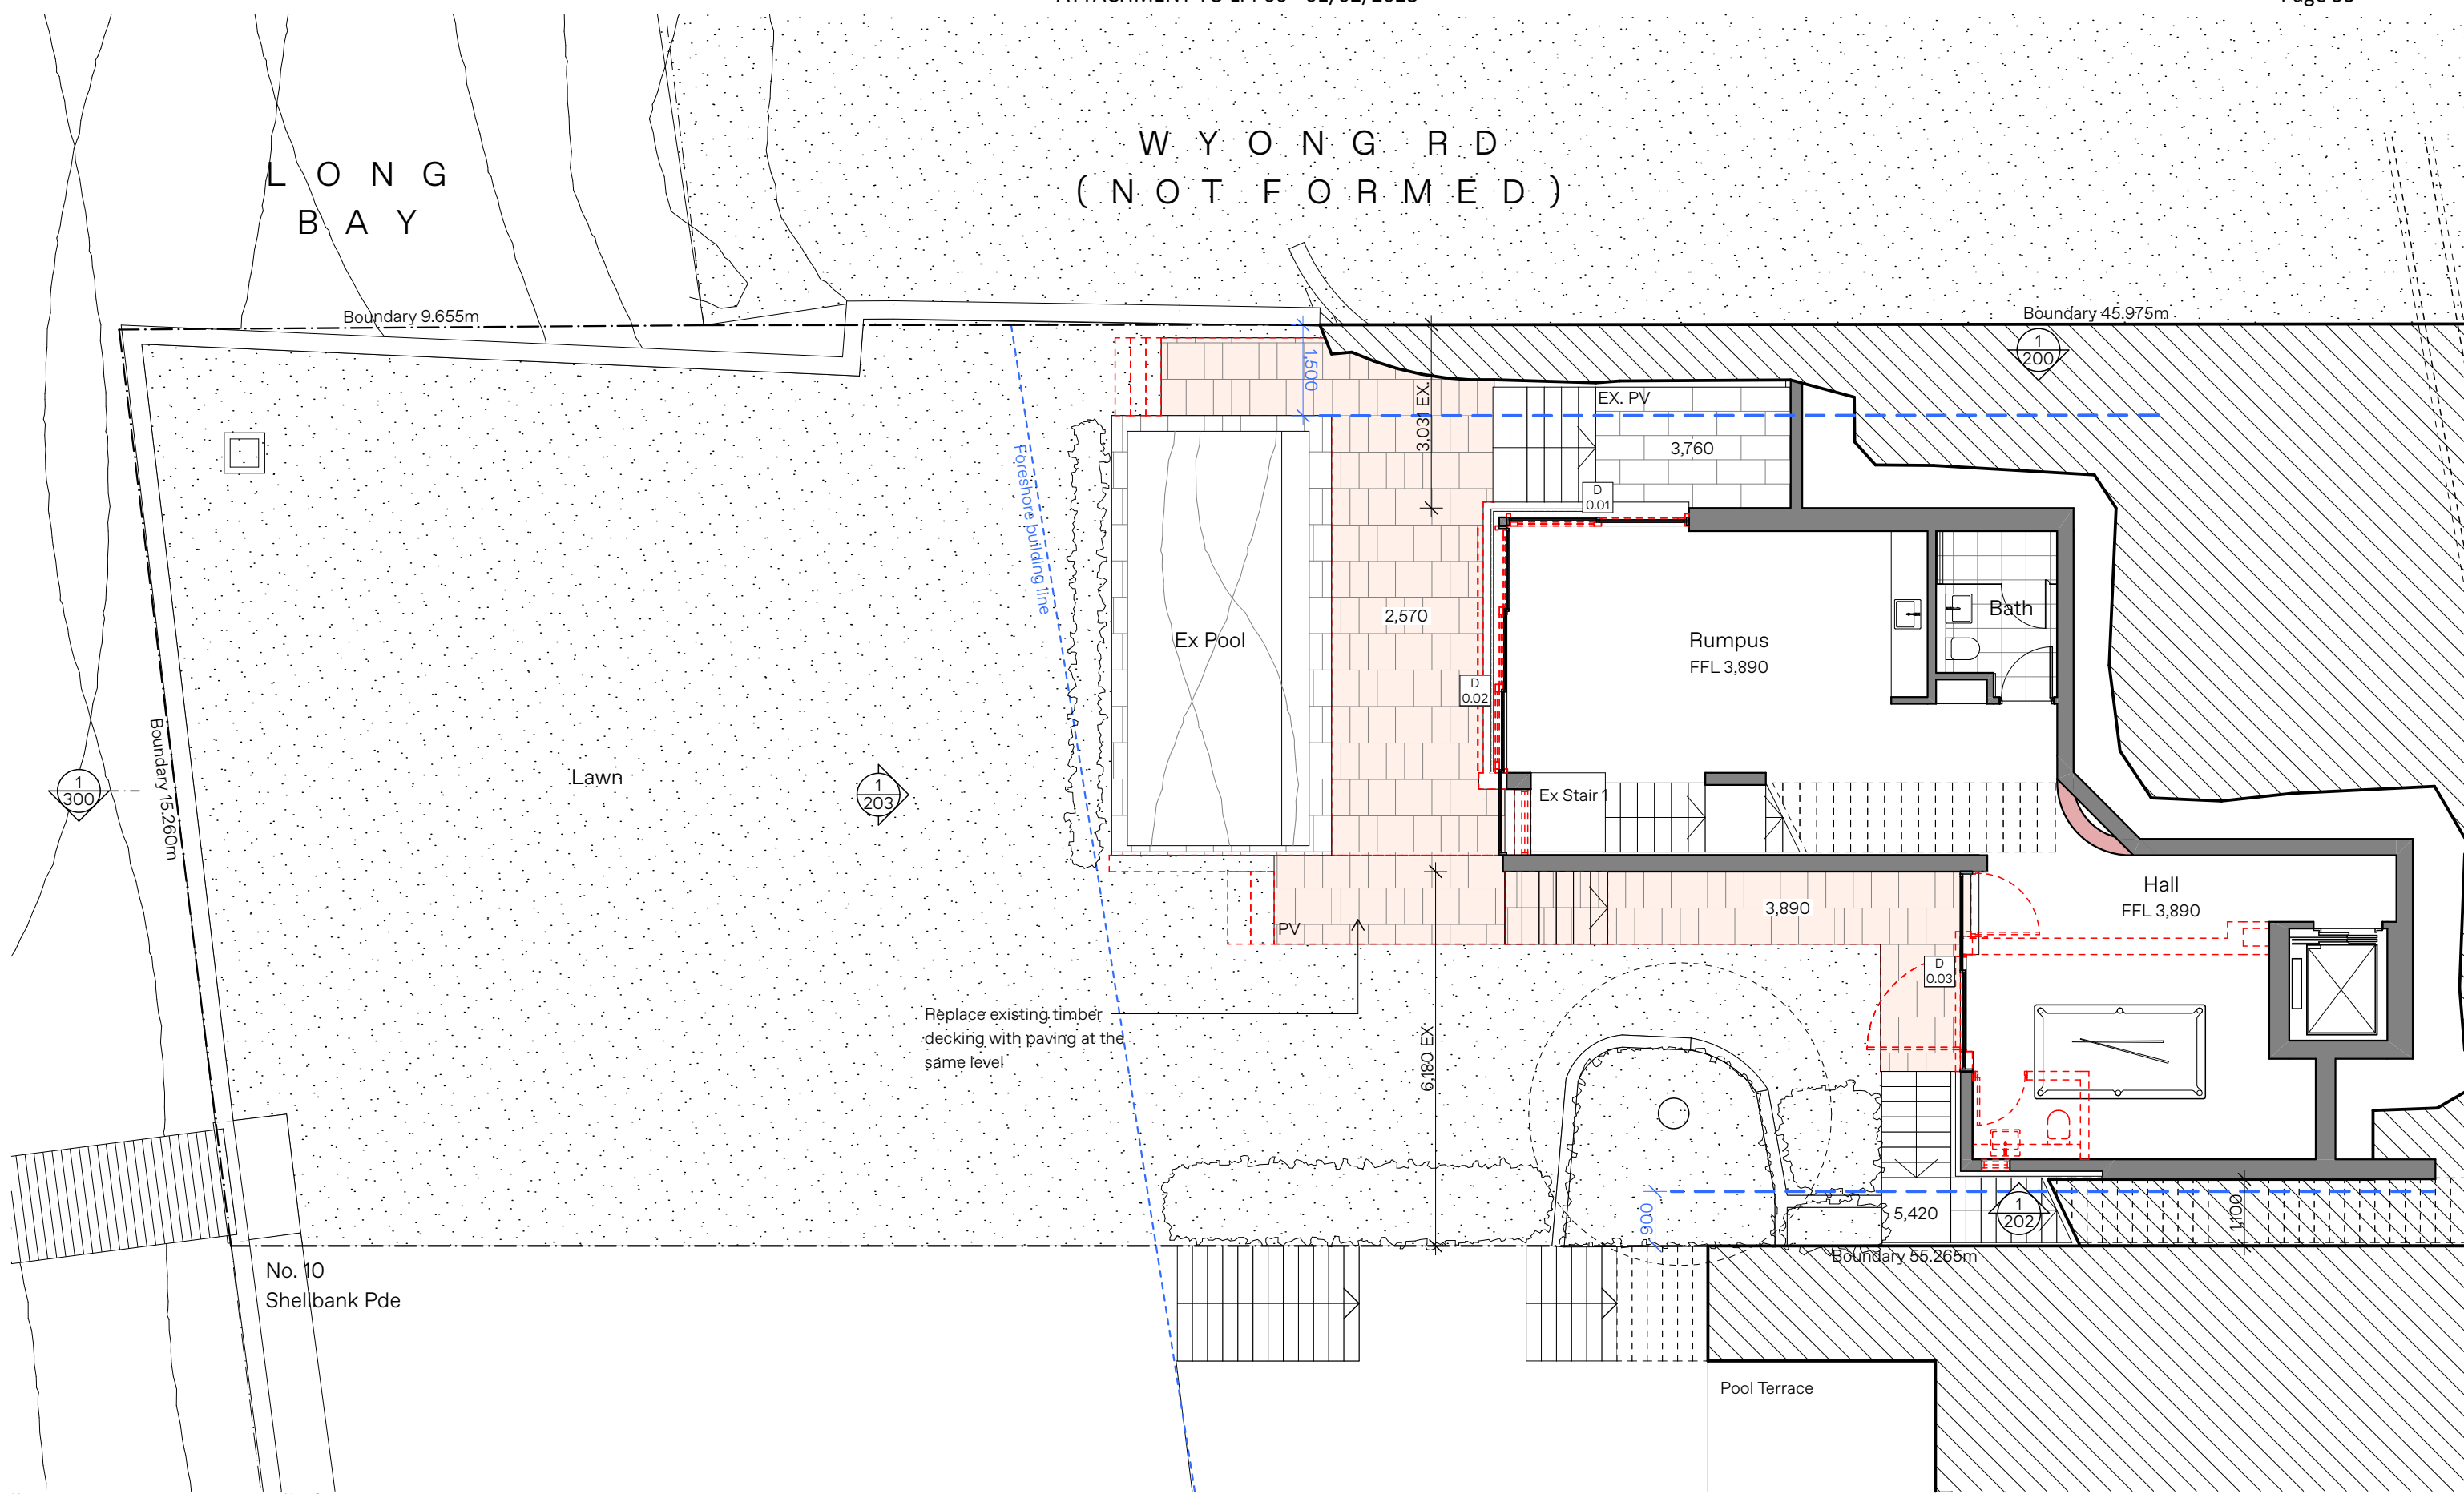 W Y O N G R D
( N O T F O R M E D )
L O N G
B A Y
Boundary 9.655m
Boundary 45.975m
1
200
1,500
3,031 EX.
EX. PV
3,760
D
0.01
Foreshore building line
2,570
Ex Pool
Rumpus
FFL 3,890
Bath
D
0.02
Boundary 15.260m
1
300
Lawn
1
203
Ex Stair 1
Hall
FFL 3,890
3,890
PV
D
0.03
Replace existing timber
decking with paving at the
same level
6,180 EX
900
5,420
1
202
1,100
Boundary 55.265m
No. 10
Shellbank Pde
Pool Terrace